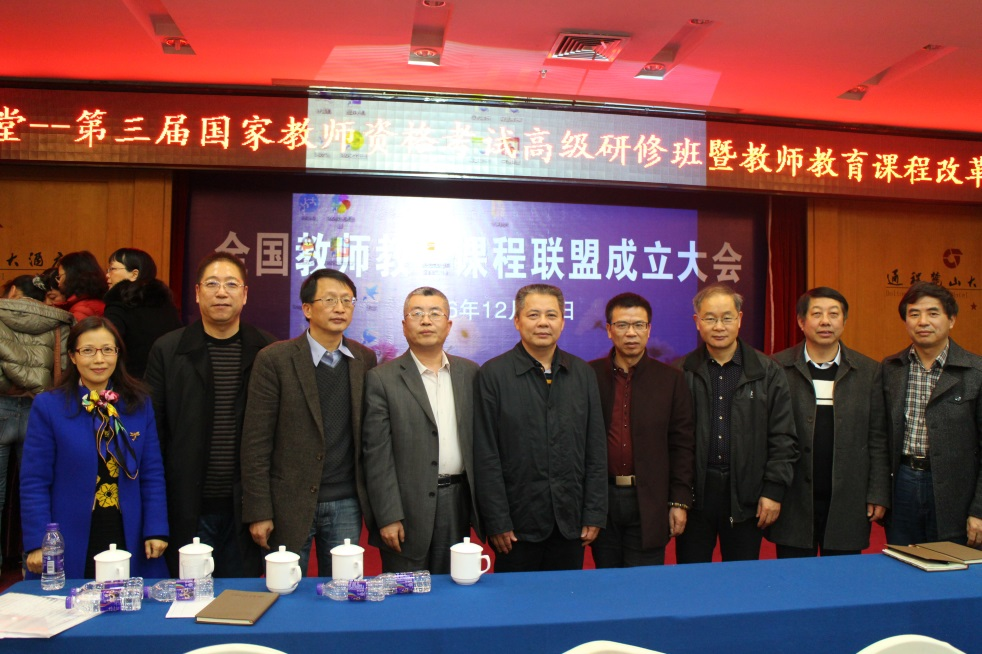 堂--第三届国家教师资格考试高级研修班暨教师教育课程改革
全国教师教 课程联盟成立大会
6年12月 日
大酒店
通程 山大